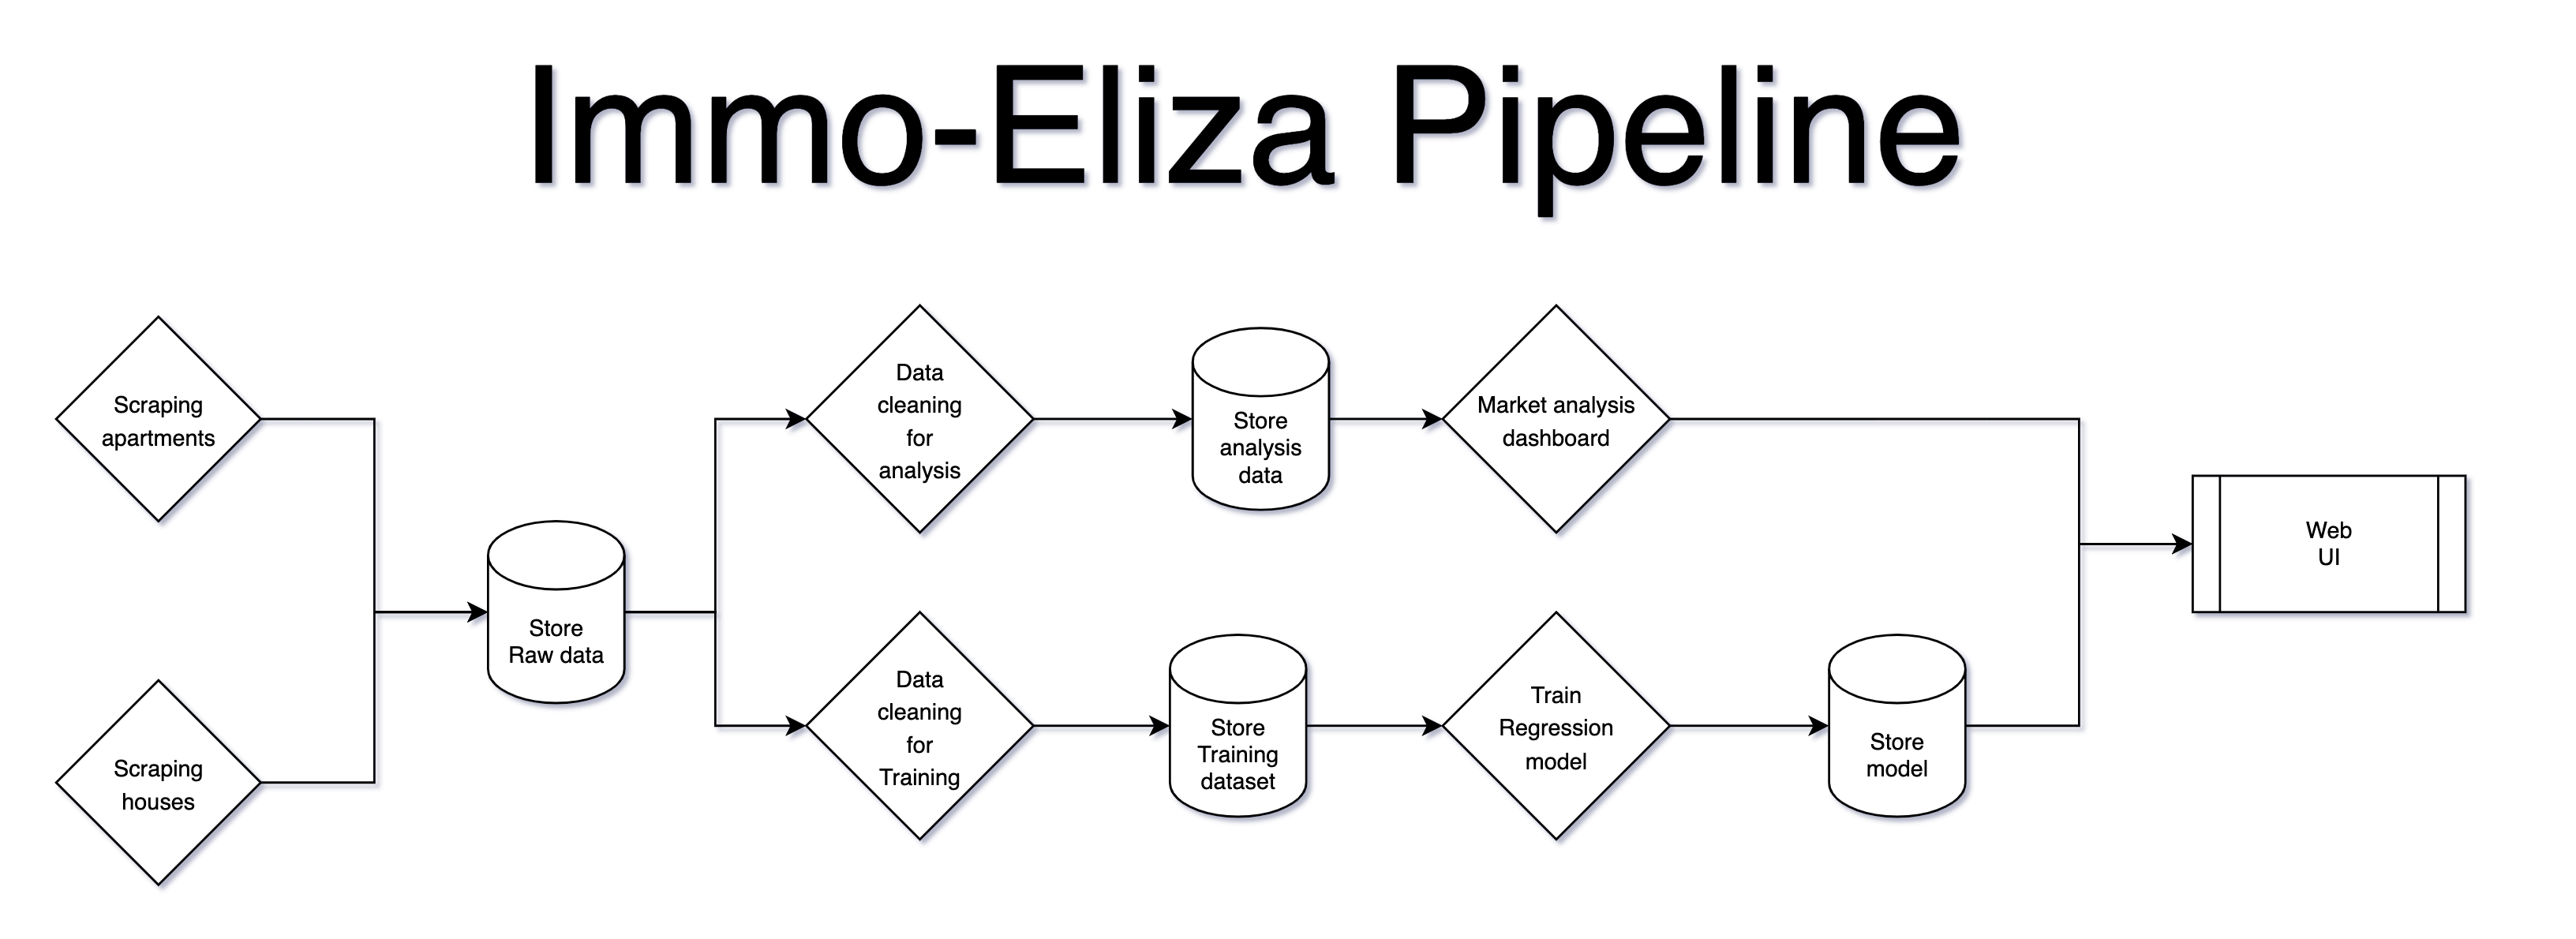 Immo-Eliza Pipeline
Scraping
apartments
Scraping
houses
Store
Raw data
Data
cleaning
for
analysis
Store
analysis
data
Market analysis
dashboard
Data
cleaning
for
Training
Store
Training
dataset
Train
Regression
model
Store
model
Web
UI